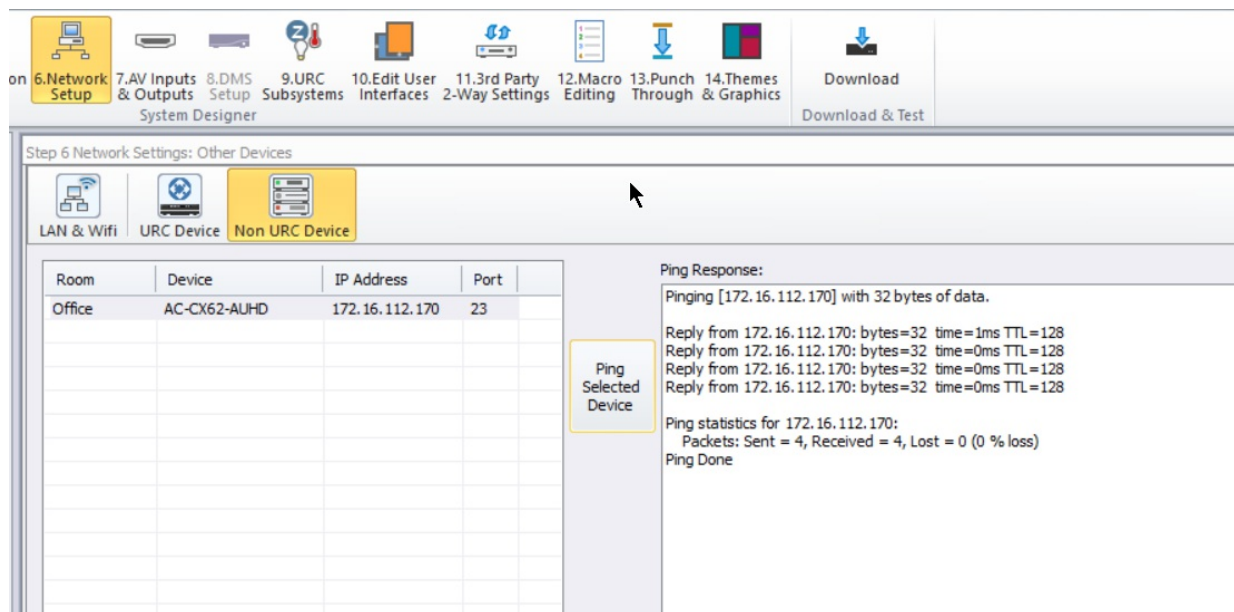 on 6.Network Setup
7.AV Inputs & Outputs
8.DMS Setup
9.URC Subsystems
10.Edit User Interfaces
11.3rd Party 2-Way Settings
12.Macro Editing
13.Punch Through
14.Themes & Graphics
Download
System Designer
Download & Test
Step 6 Network Settings: Other Devices
LAN & Wifi
URC Device
Non URC Device
Room Device IP Address Port
Office AC-CX62-AUHD 172.16.112.170 23
Ping
Selected
Device
Ping Response:
Pinging [172.16.112.170] with 32 bytes of data.
Reply from 172.16.112.170: bytes=32 time=1ms TTL=128
Reply from 172.16.112.170: bytes=32 time=0ms TTL=128
Reply from 172.16.112.170: bytes=32 time=0ms TTL=128
Reply from 172.16.112.170: bytes=32 time=0ms TTL=128
Ping statistics for 172.16.112.170:
Packets: Sent = 4, Received = 4, Lost = 0 (0 % loss)
Ping Done